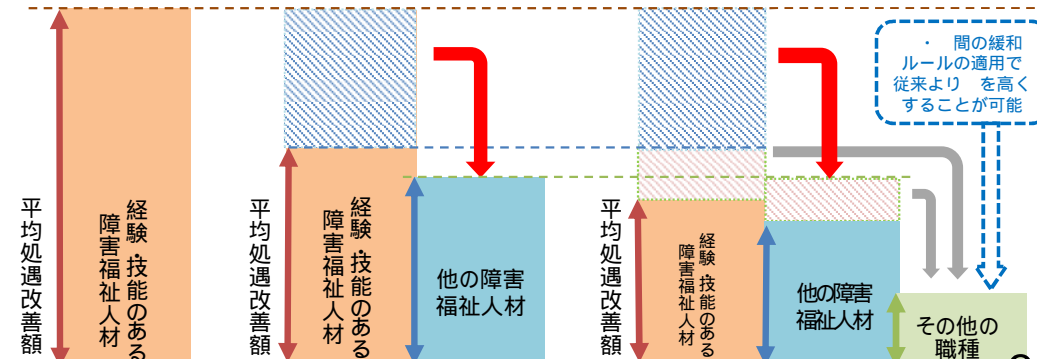 ・ 間の緩和
ルールの適用で
従来より を高く
することが可能
平均処遇改善額
経験・技能のある
障害福祉人材
平均処遇改善額
経験・技能のある
障害福祉人材
他の障害
福祉人材
平均処遇改善額
経験・技能のある
障害福祉人材
他の障害
福祉人材
その他の
職種